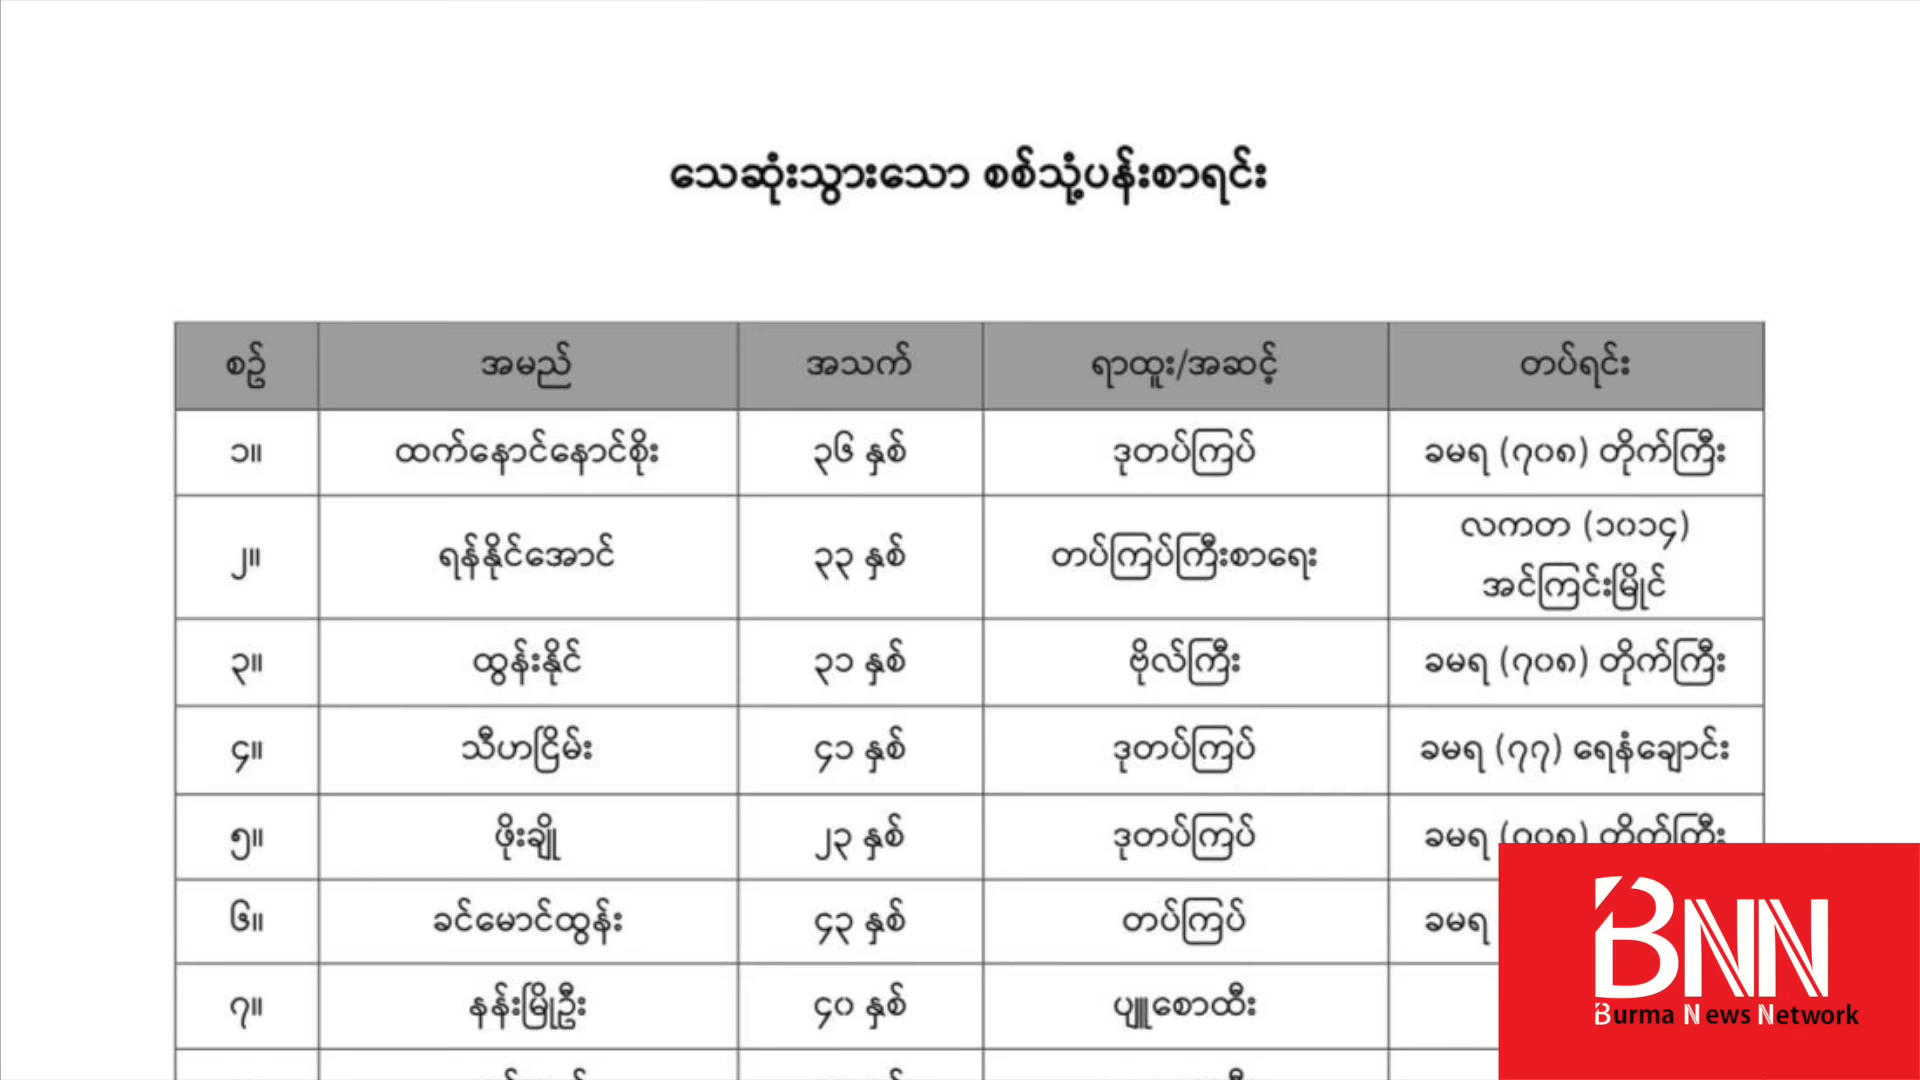 သေဆုံးသွားသော စစ်သုံ့ပန်းစာရင်း
စဉ် အမည် အသက် ရာထူး/အဆင့် တပ်ရင်း
၁။ ထက်နောင်နောင်စိုး ၃၆ နှစ် ဒုတပ်ကြပ် ခမရ (၇၀၈) တိုက်ကြီး
၂။ ရန်နိုင်အောင် ၃၃ နှစ် တပ်ကြပ်ကြီးစာရေး လကတ (၁၀၁၄)
အင်ကြင်းမြိုင်
၃။ ထွန်းနိုင် ၃၁ နှစ် ဗိုလ်ကြီး ခမရ (၇၀၈) တိုက်ကြီး
၄။ သီဟငြိမ်း ၄၁ နှစ် ဒုတပ်ကြပ် ခမရ (၇၇) ရေနံချောင်း
၅။ ဖိုးချို ၂၃ နှစ် ဒုတပ်ကြပ် ခမရ
၆။ ခင်မောင်ထွန်း ၄၃ နှစ် တပ်ကြပ် ခမရ
၇။ နန်းမြိုဦး ၄၀ နှစ် ပျူစောထီး
BNN
Burma News Network